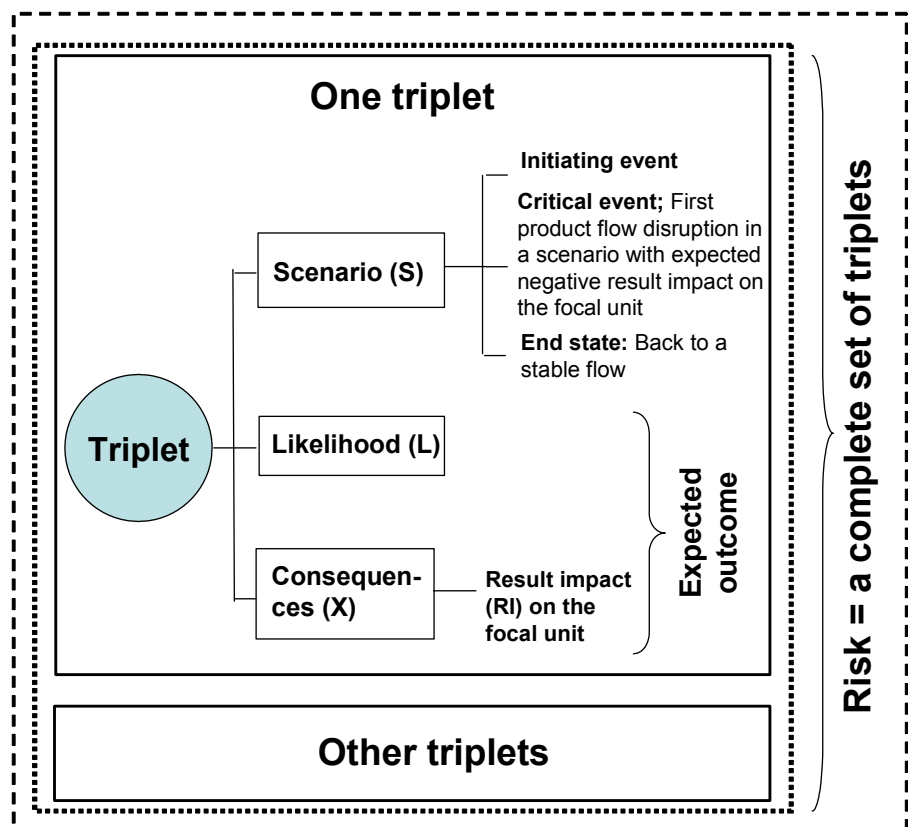 One triplet
Initiating event
Critical event; First
product flow disruption in
a scenario with expected
negative result impact on
the focal unit
Scenario (S)
End state: Back to a
stable flow
Triplet
Likelihood (L)
Consequen-
ces (X)
Result impact
(RI) on the
focal unit
Expected
outcome
Other triplets
Risk = a complete set of triplets